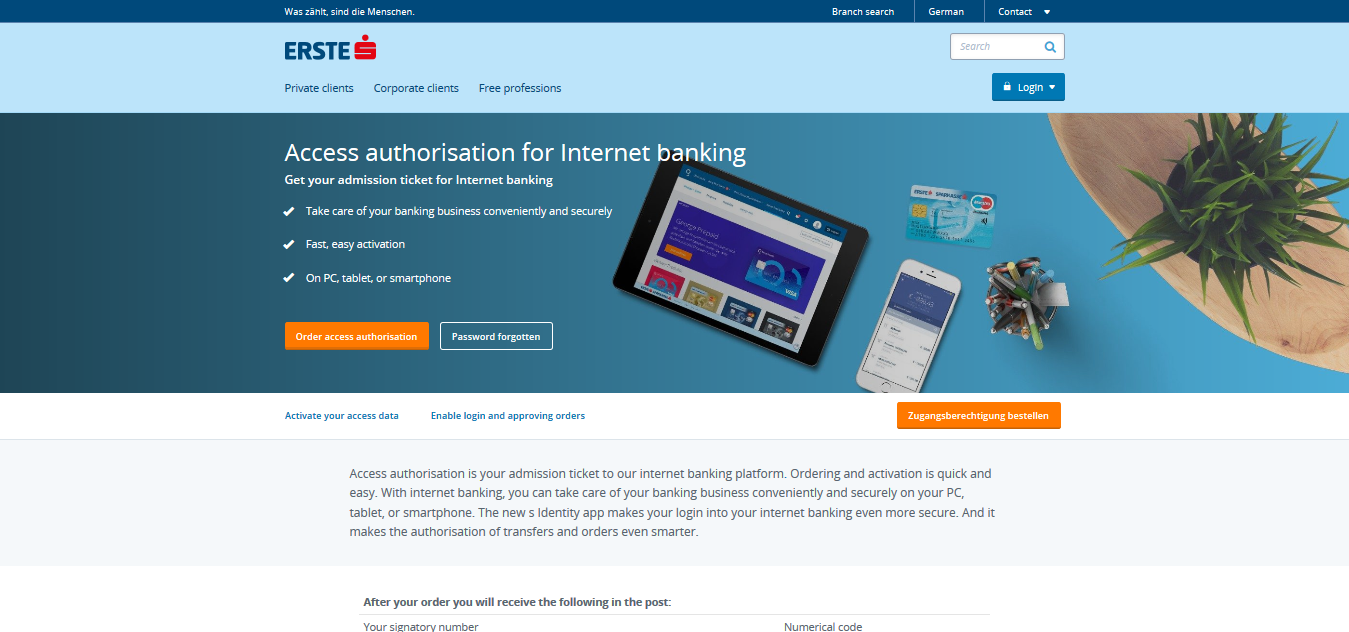 Was zählt, sind die Menschen.
Branch search
German
Contact
ERSTE
Search
Private clients
Corporate clients
Free professions
Login
Access authorisation for Internet banking
Get your admission ticket for Internet banking
Take care of your banking business conveniently and securely
Fast, easy activation
On PC, tablet, or smartphone
George Prepaid
VISA
ERSTE
SPARKASSE
Order access authorisation
Password forgotten
Activate your access data
Enable login and approving orders
Zugangsberechtigung bestellen
Access authorisation is your admission ticket to our internet banking platform. Ordering and activation is quick and
easy. With internet banking, you can take care of your banking business conveniently and securely on your PC,
tablet, or smartphone. The new s Identity app makes your login into your internet banking even more secure. And it
makes the authorisation of transfers and orders even smarter.
After your order you will receive the following in the post:
Your signatory number
Numerical code